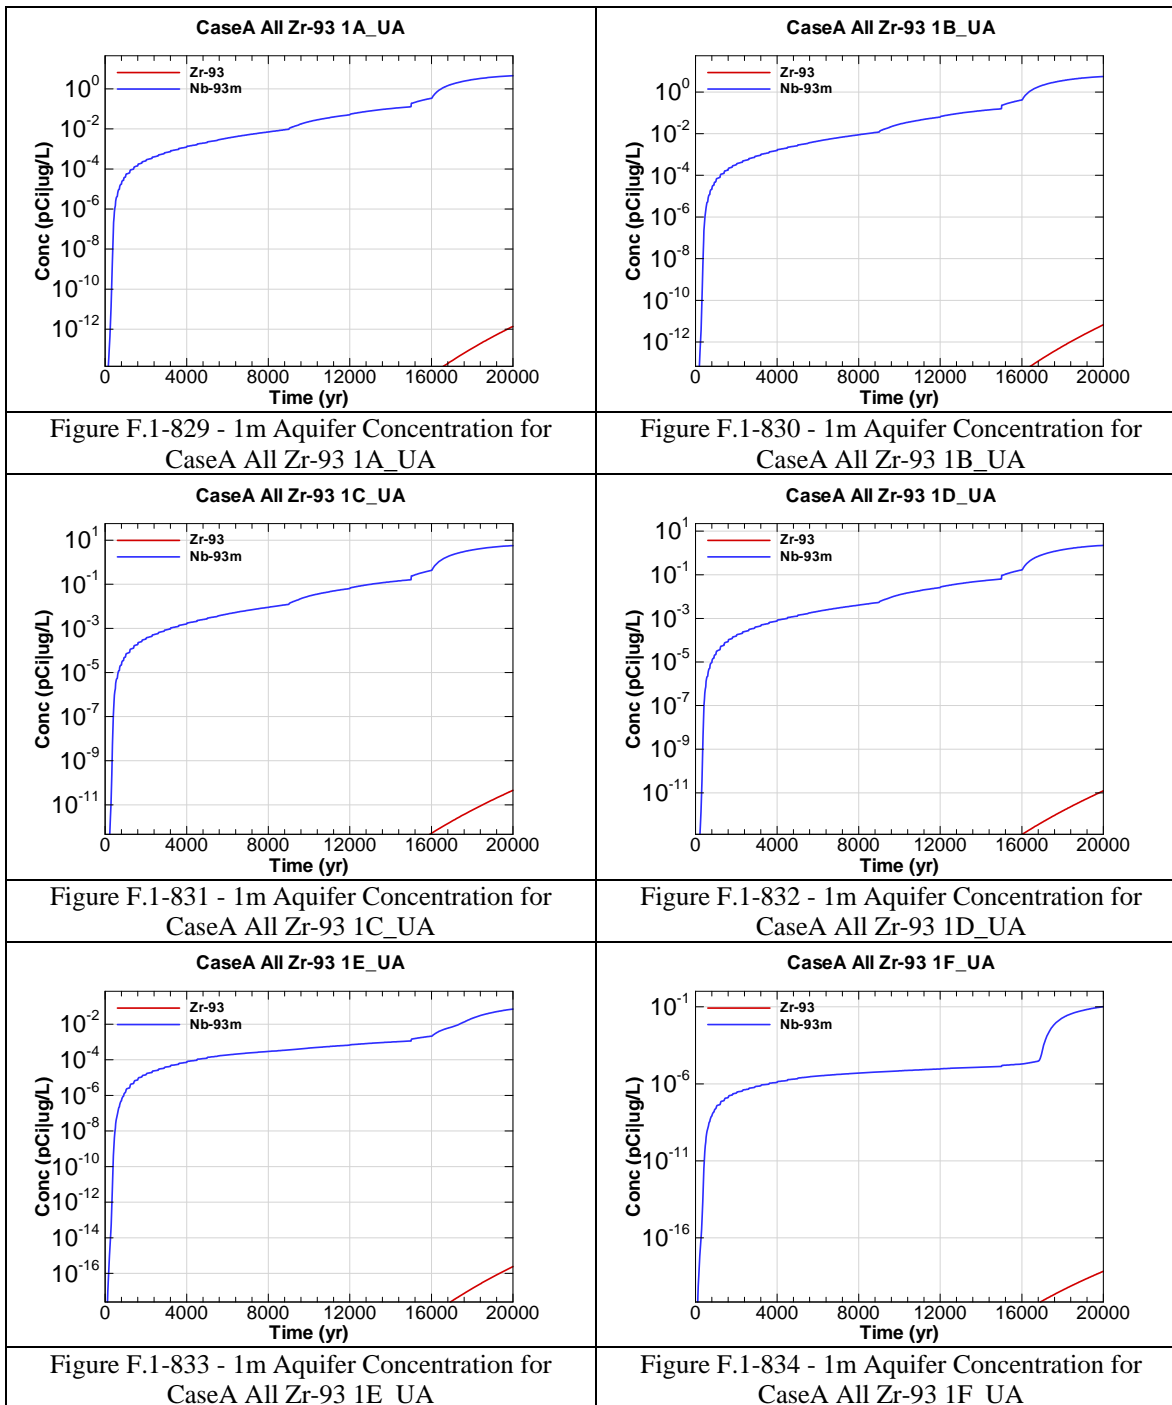 CaseA All Zr-93 1A_UA
Zr-93
Nb-93m
Conc (pCi|ug/L)
10^0
10^-2
10^-4
10^-6
10^-8
10^-10
10^-12
0 4000 8000 12000 16000 20000
Time (yr)
Figure F.1-829 - 1m Aquifer Concentration for
CaseA All Zr-93 1A_UA
CaseA All Zr-93 1B_UA
Zr-93
Nb-93m
Conc (pCi|ug/L)
10^0
10^-2
10^-4
10^-6
10^-8
10^-10
10^-12
0 4000 8000 12000 16000 20000
Time (yr)
Figure F.1-830 - 1m Aquifer Concentration for
CaseA All Zr-93 1B_UA
CaseA All Zr-93 1C_UA
Zr-93
Nb-93m
Conc (pCi|ug/L)
10^1
10^-1
10^-3
10^-5
10^-7
10^-9
10^-11
0 4000 8000 12000 16000 20000
Time (yr)
Figure F.1-831 - 1m Aquifer Concentration for
CaseA All Zr-93 1C_UA
CaseA All Zr-93 1D_UA
Zr-93
Nb-93m
Conc (pCi|ug/L)
10^1
10^-1
10^-3
10^-5
10^-7
10^-9
10^-11
0 4000 8000 12000 16000 20000
Time (yr)
Figure F.1-832 - 1m Aquifer Concentration for
CaseA All Zr-93 1D_UA
CaseA All Zr-93 1E_UA
Zr-93
Nb-93m
Conc (pCi|ug/L)
10^-2
10^-4
10^-6
10^-8
10^-10
10^-12
10^-14
10^-16
0 4000 8000 12000 16000 20000
Time (yr)
Figure F.1-833 - 1m Aquifer Concentration for
CaseA All Zr-93 1E_UA
CaseA All Zr-93 1F_UA
Zr-93
Nb-93m
Conc (pCi|ug/L)
10^-1
10^-6
10^-11
10^-16
0 4000 8000 12000 16000 20000
Time (yr)
Figure F.1-834 - 1m Aquifer Concentration for
CaseA All Zr-93 1F_UA